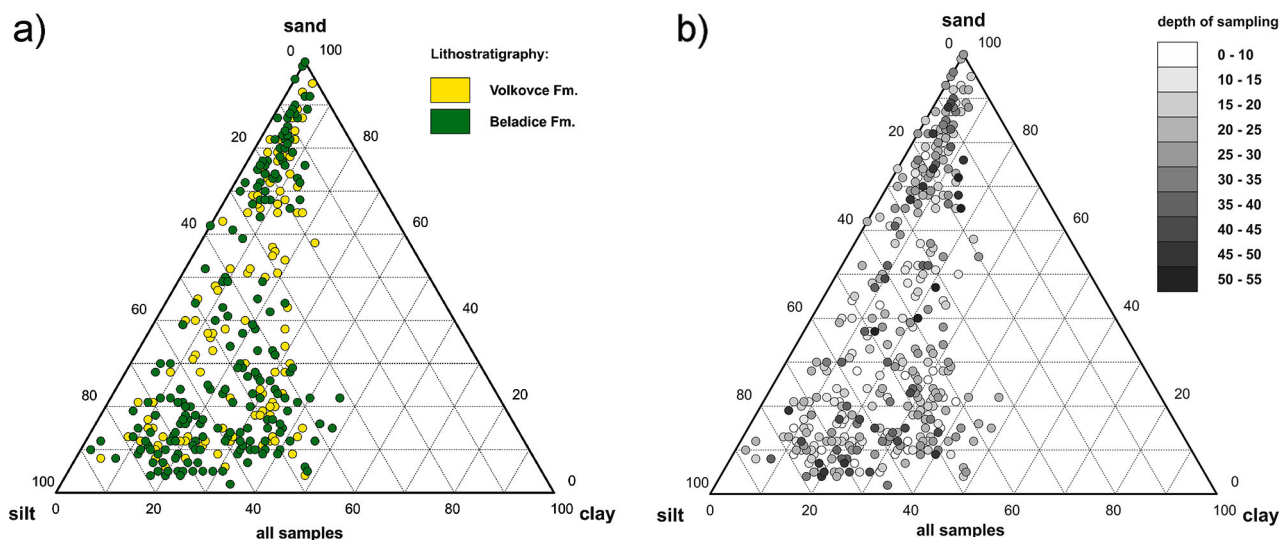 a)
sand
0 100
Lithostratigraphy:
Volkovce Fm.
Beladice Fm.
20 80
40 60
60 40
80 20
100 0
silt 0 20 40 60 80 100 clay
all samples
b)
sand
0 100
depth of sampling
0 - 10
10 - 15
15 - 20
20 - 25
25 - 30
30 - 35
35 - 40
40 - 45
45 - 50
50 - 55
20 80
40 60
60 40
80 20
100 0
silt 0 20 40 60 80 100 clay
all samples